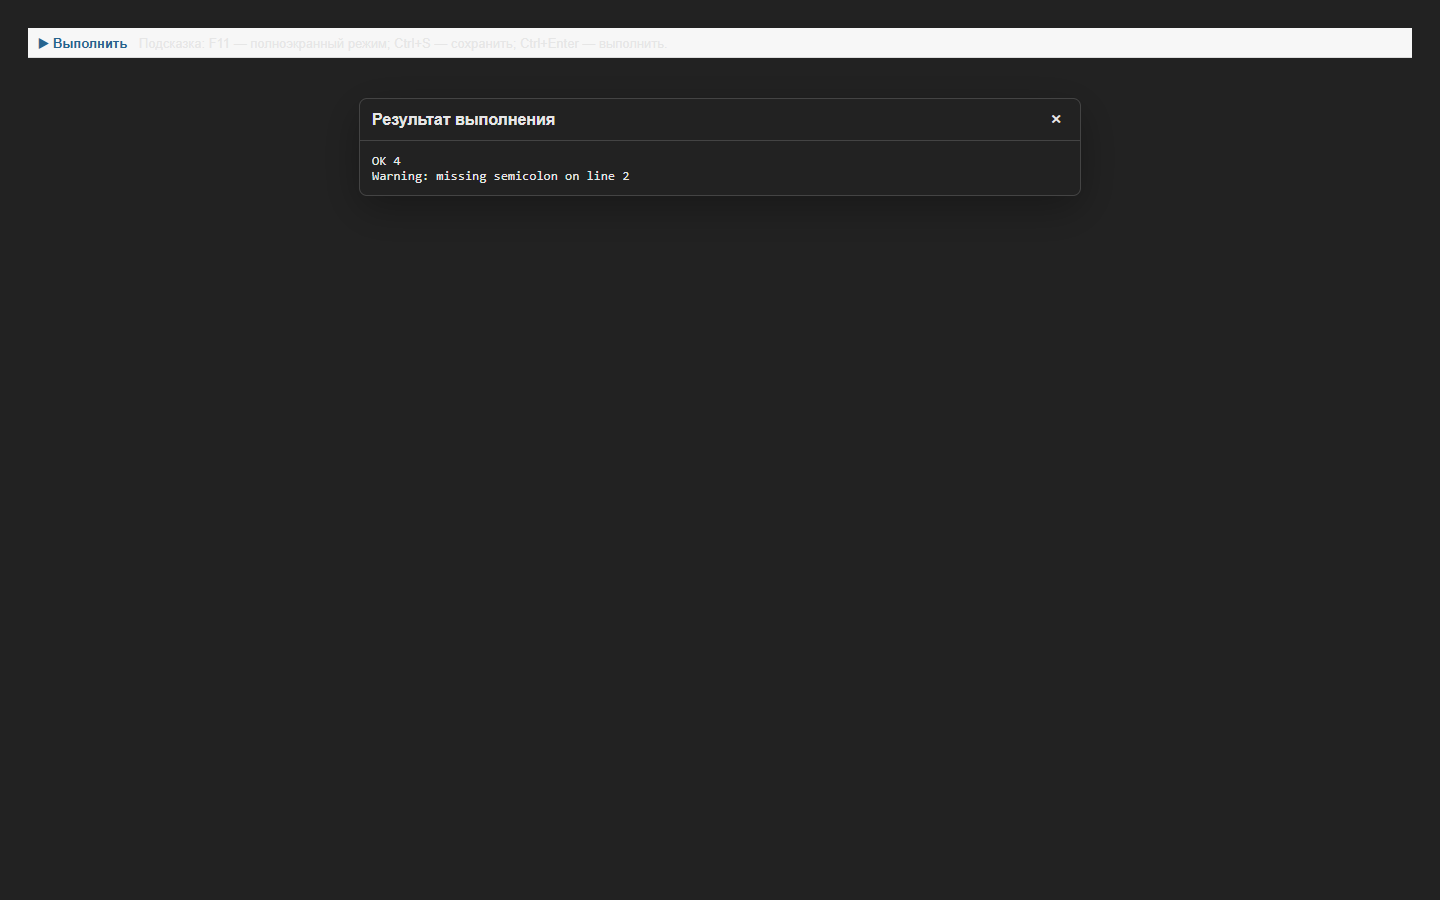 ▶ Выполнить Подсказка: F11 — полноэкранный режим; Ctrl+S — сохранить; Ctrl+Enter — выполнить.
Результат выполнения ×
OK 4
Warning: missing semicolon on line 2